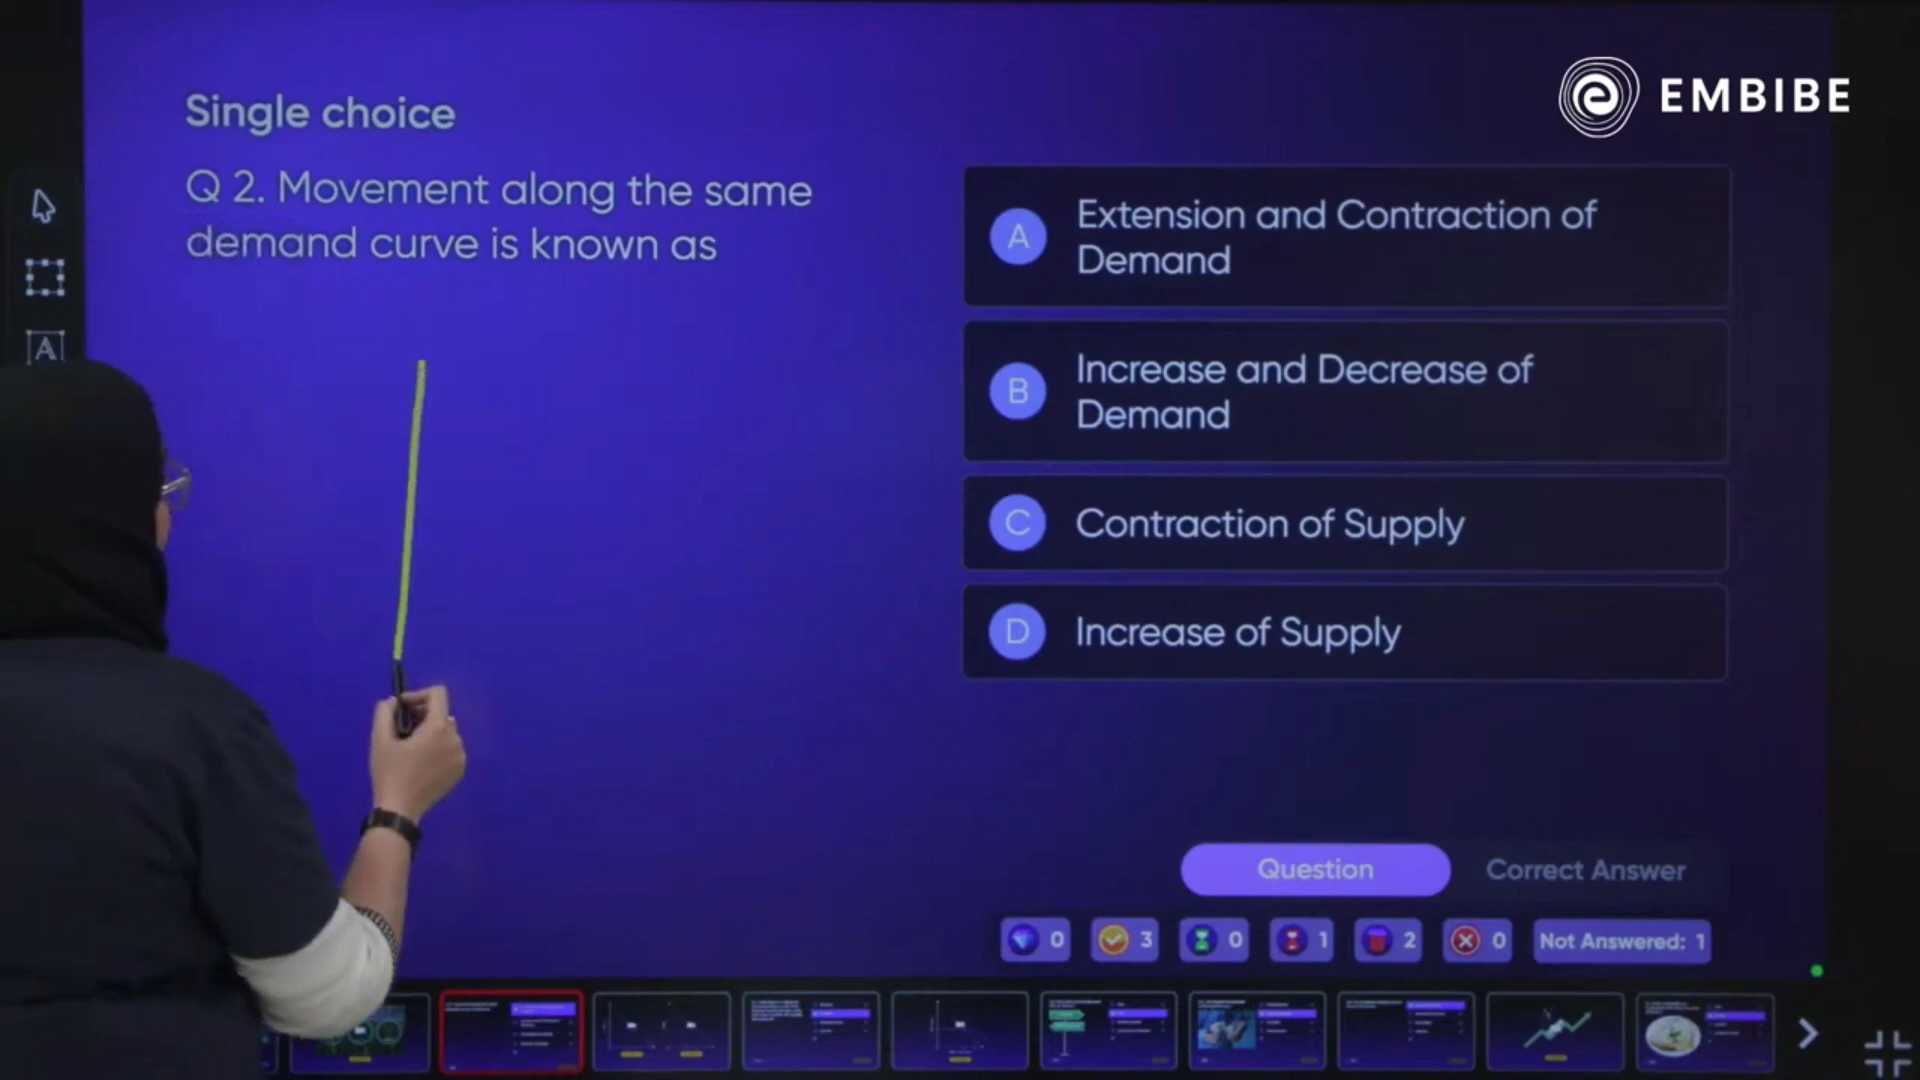 EMBIBE
Single choice
Q 2. Movement along the same
demand curve is known as
A
Extension and Contraction of
Demand
B
Increase and Decrease of
Demand
C
Contraction of Supply
D
Increase of Supply
A
Question
Correct Answer
0
3
0
1
2
0
Not Answered: 1